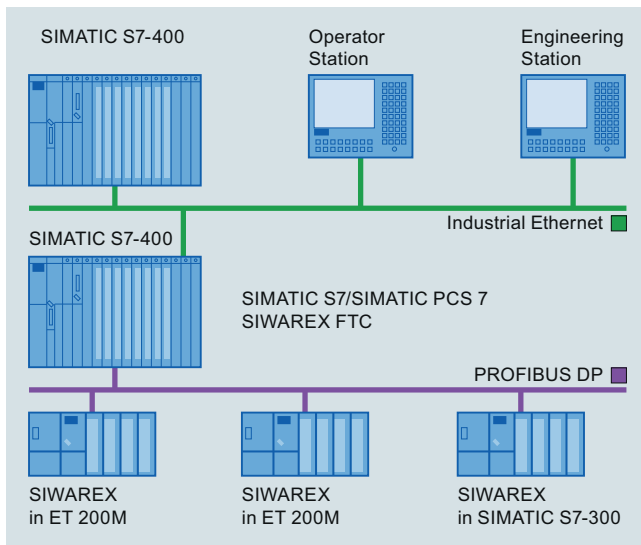 SIMATIC S7-400
Operator
Station
Engineering
Station
Industrial Ethernet
SIMATIC S7-400
SIMATIC S7/SIMATIC PCS 7
SIWAREX FTC
PROFIBUS DP
SIWAREX
in ET 200M
SIWAREX
in ET 200M
SIWAREX
in SIMATIC S7-300